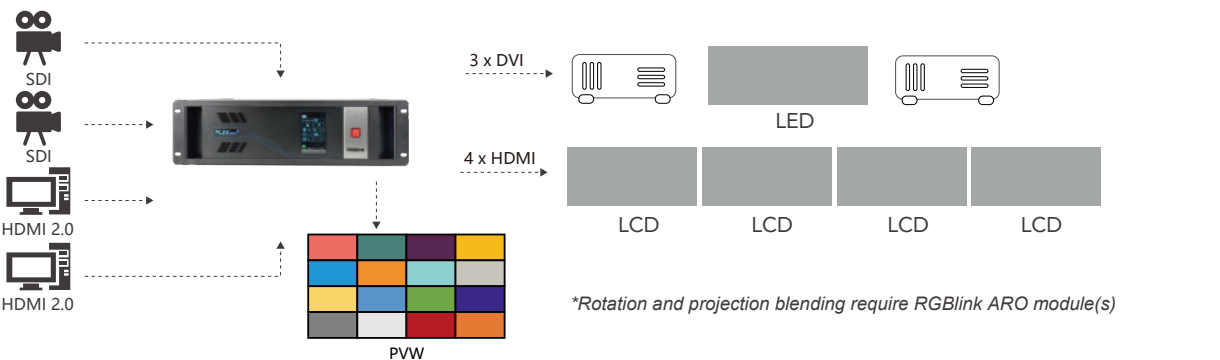 SDI
SDI
HDMI 2.0
HDMI 2.0
3 x DVI
LED
4 x HDMI
LCD LCD LCD LCD
*Rotation and projection blending require RGBlink ARO module(s)
PVW